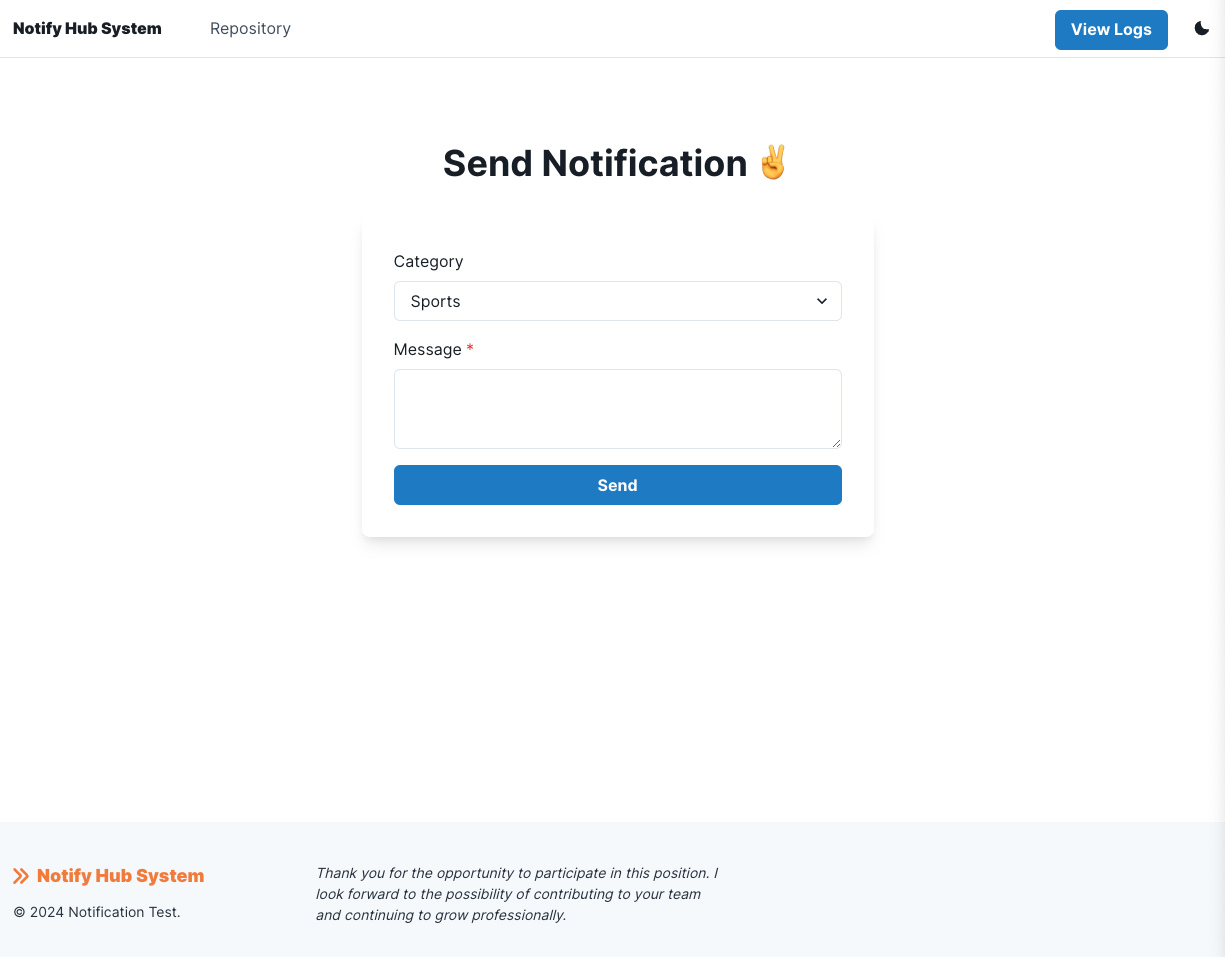 Notify Hub System
Repository
View Logs
Send Notification ✌️
Category
Sports
Message *
Send
Notify Hub System
© 2024 Notification Test.
Thank you for the opportunity to participate in this position. I
look forward to the possibility of contributing to your team
and continuing to grow professionally.